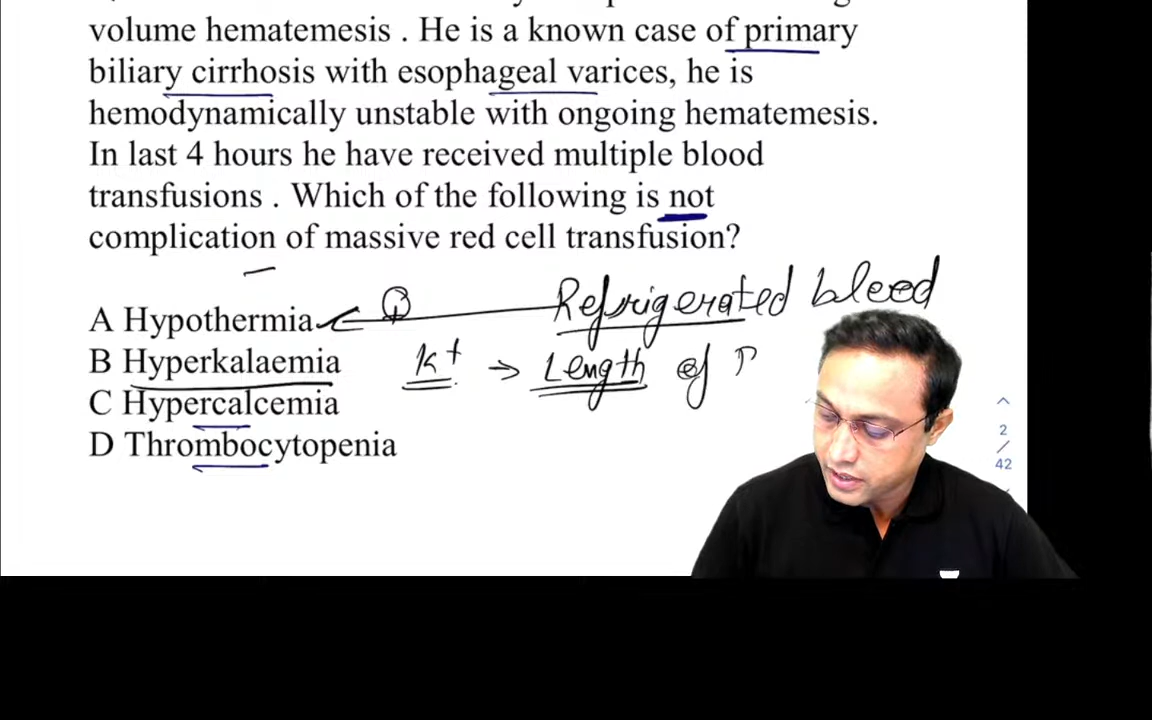 volume hematemesis . He is a known case of primary
biliary cirrhosis with esophageal varices, he is
hemodynamically unstable with ongoing hematemesis.
In last 4 hours he have received multiple blood
transfusions . Which of the following is not
complication of massive red cell transfusion?
Refrigerated bleed
A Hypothermia
B Hyperkalaemia K+ → Length of
C Hypercalcemia
D Thrombocytopenia
2
/
42